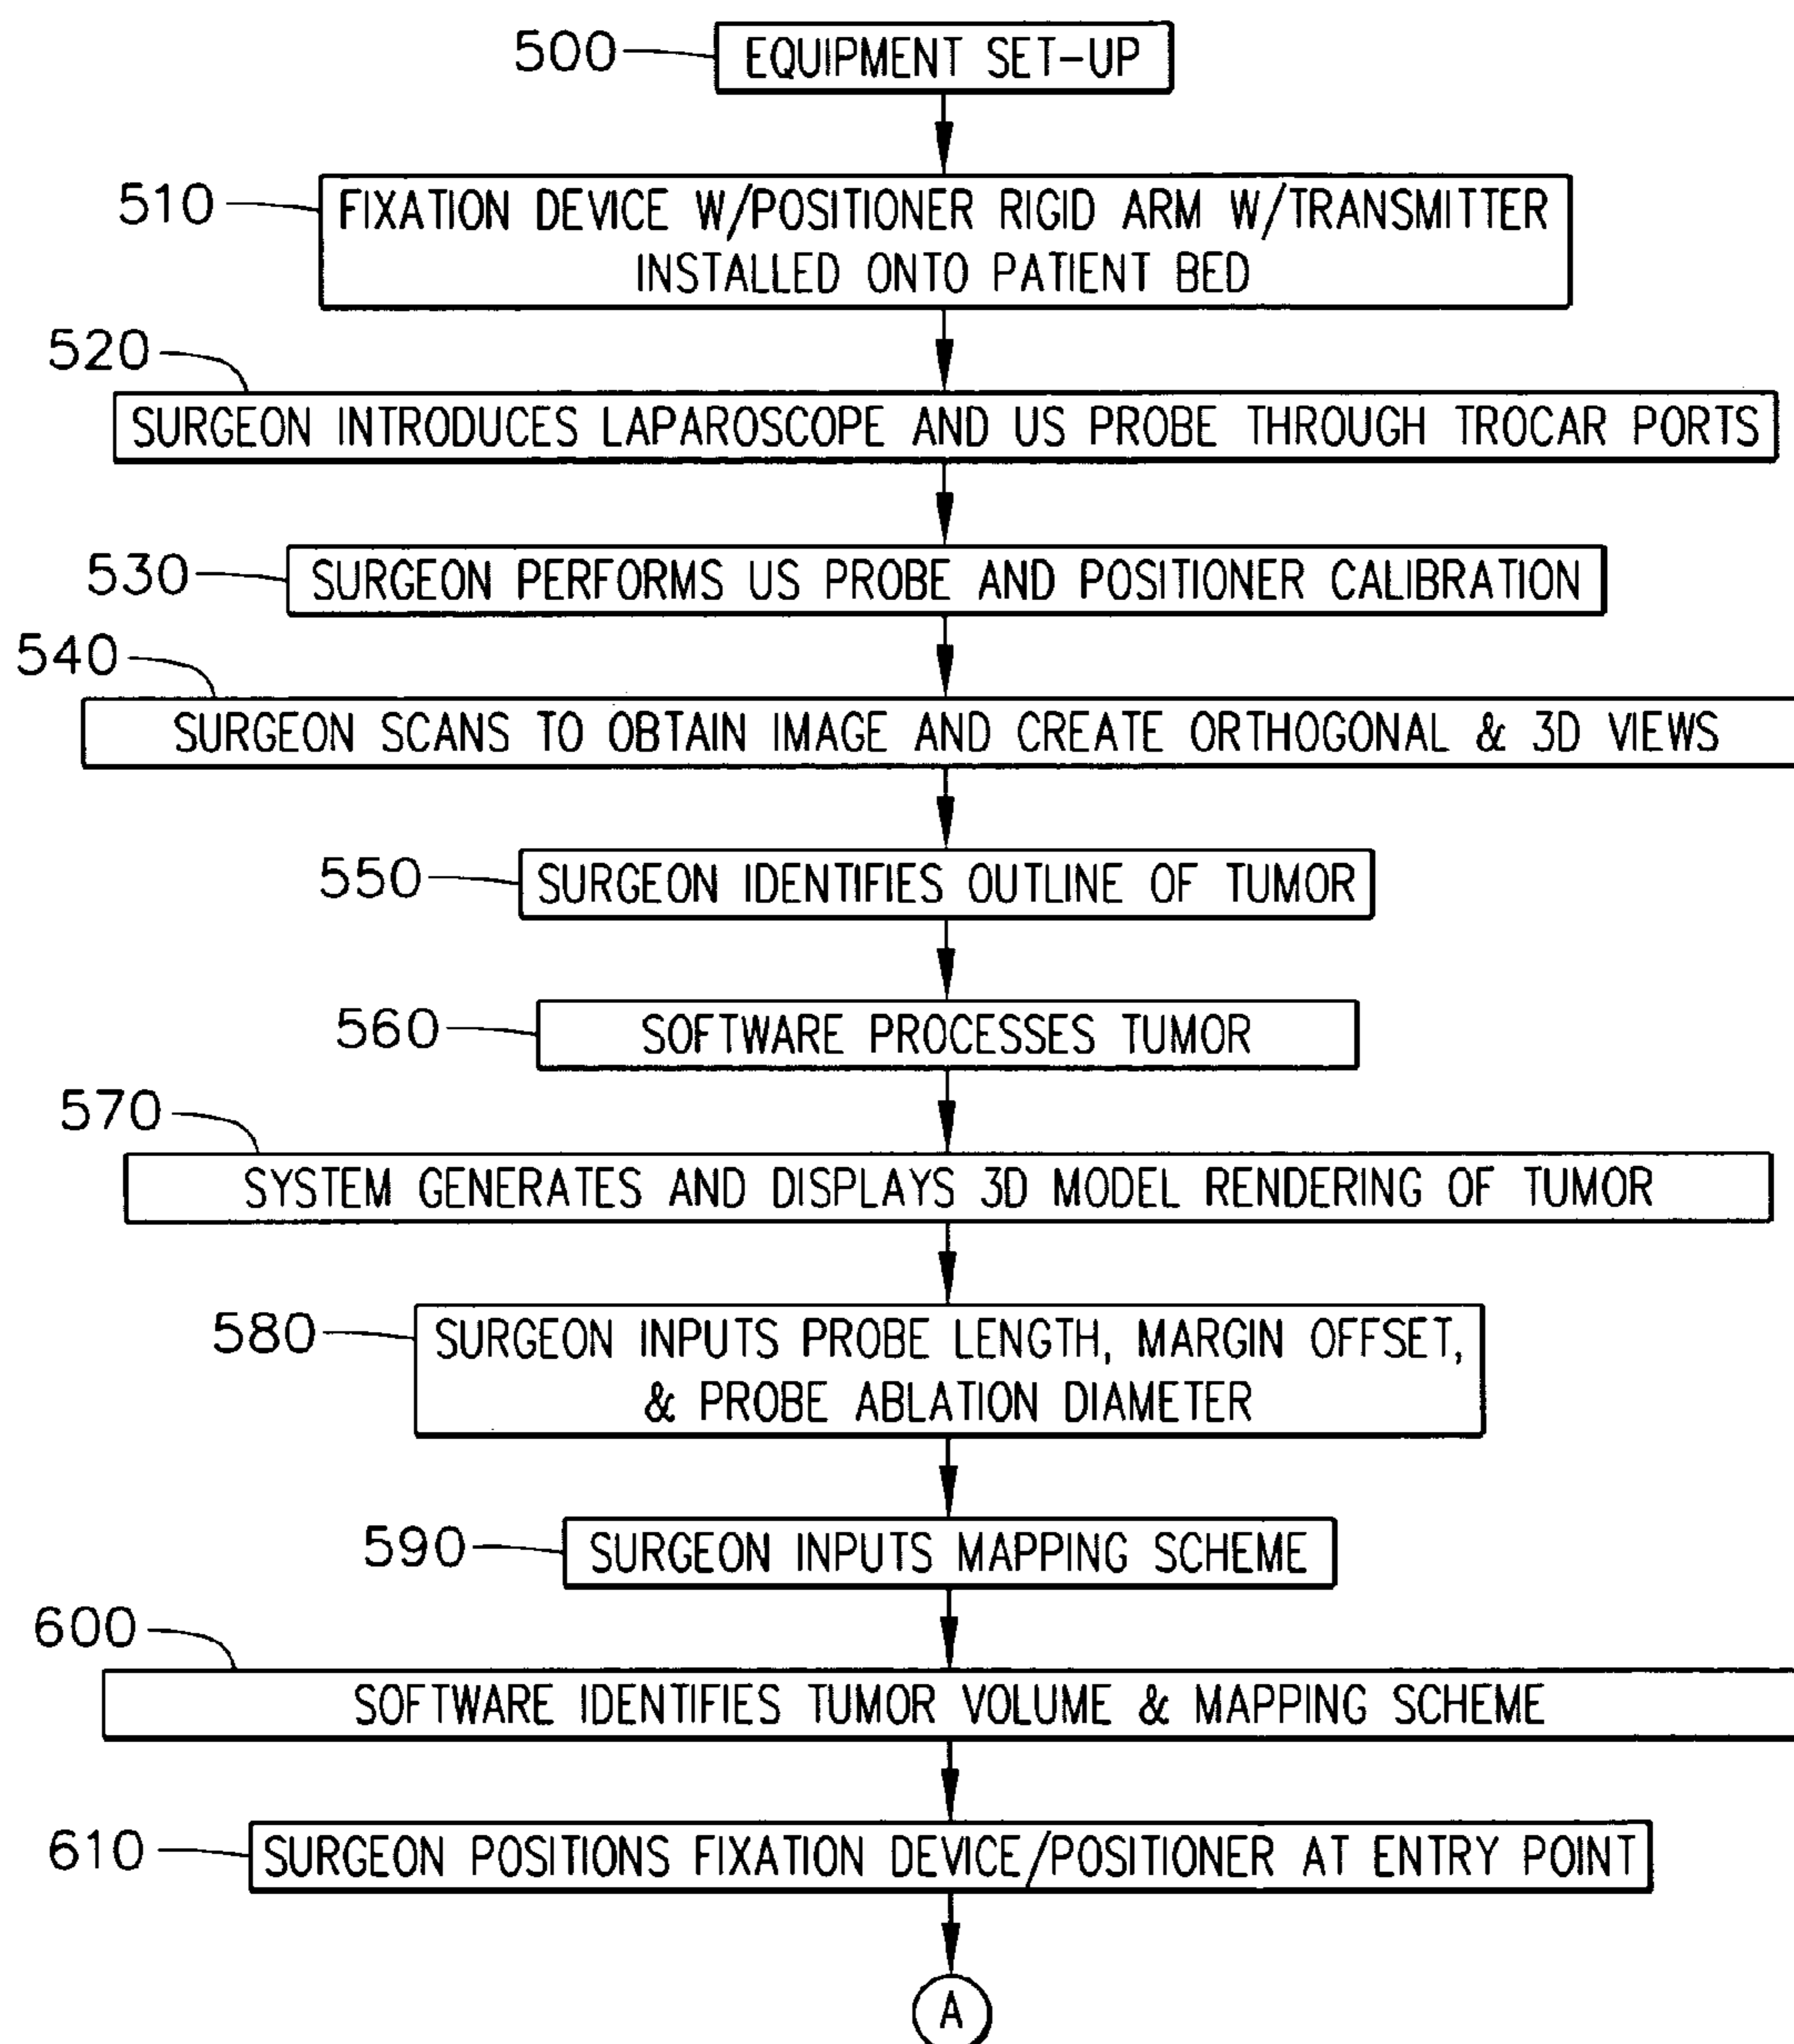 500
EQUIPMENT SET-UP
510
FIXATION DEVICE W/POSITIONER RIGID ARM W/TRANSMITTER
INSTALLED ONTO PATIENT BED
520
SURGEON INTRODUCES LAPAROSCOPE AND US PROBE THROUGH TROCAR PORTS
530
SURGEON PERFORMS US PROBE AND POSITIONER CALIBRATION
540
SURGEON SCANS TO OBTAIN IMAGE AND CREATE ORTHOGONAL & 3D VIEWS
550
SURGEON IDENTIFIES OUTLINE OF TUMOR
560
SOFTWARE PROCESSES TUMOR
570
SYSTEM GENERATES AND DISPLAYS 3D MODEL RENDERING OF TUMOR
580
SURGEON INPUTS PROBE LENGTH, MARGIN OFFSET,
& PROBE ABLATION DIAMETER
590
SURGEON INPUTS MAPPING SCHEME
600
SOFTWARE IDENTIFIES TUMOR VOLUME & MAPPING SCHEME
610
SURGEON POSITIONS FIXATION DEVICE/POSITIONER AT ENTRY POINT
A